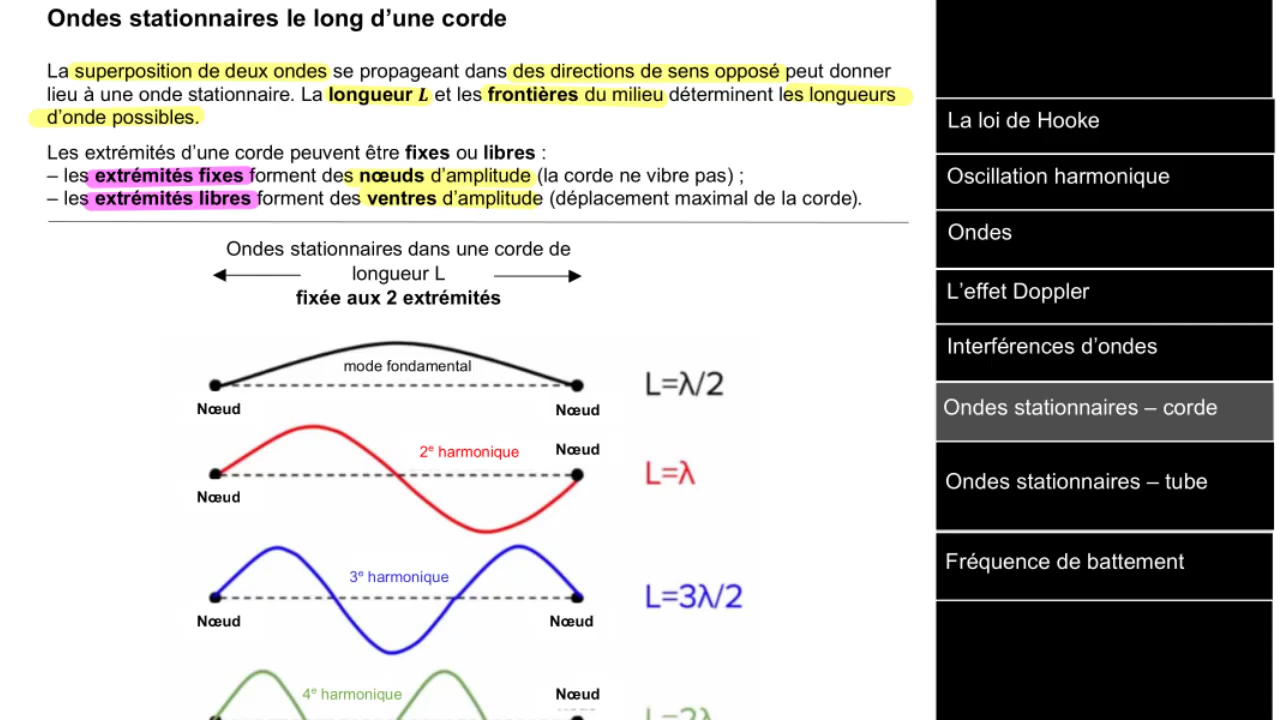 Ondes stationnaires le long d’une corde
La superposition de deux ondes se propageant dans des directions de sens opposé peut donner
lieu à une onde stationnaire. La longueur L et les frontières du milieu déterminent les longueurs
d’onde possibles.
Les extrémités d’une corde peuvent être fixes ou libres :
– les extrémités fixes forment des nœuds d’amplitude (la corde ne vibre pas) ;
– les extrémités libres forment des ventres d’amplitude (déplacement maximal de la corde).
Ondes stationnaires dans une corde de
longueur L
fixée aux 2 extrémités
mode fondamental
L=λ/2
Nœud
Nœud
2e harmonique
Nœud
L=λ
Nœud
3e harmonique
L=3λ/2
Nœud
Nœud
4e harmonique
Nœud
L=2λ
La loi de Hooke
Oscillation harmonique
Ondes
L’effet Doppler
Interférences d’ondes
Ondes stationnaires – corde
Ondes stationnaires – tube
Fréquence de battement